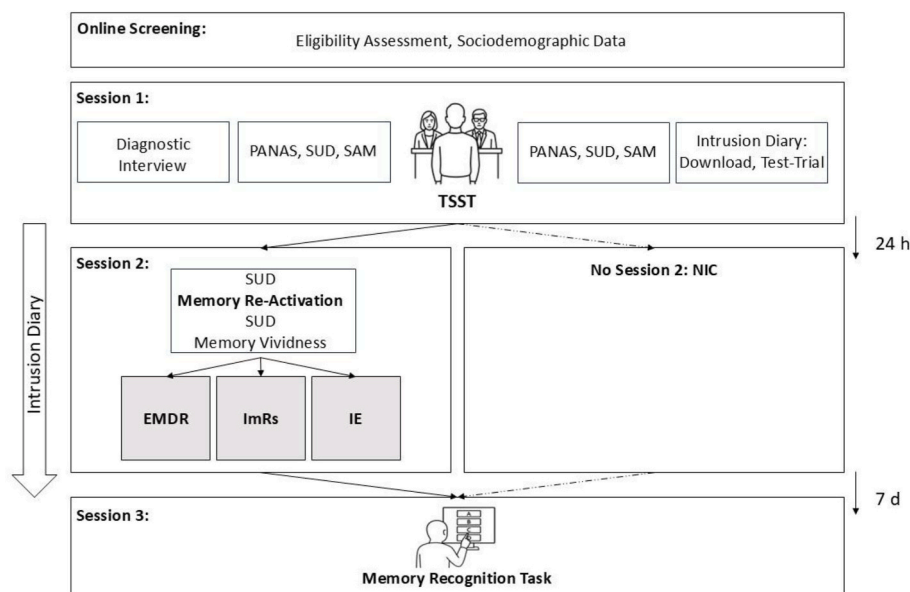 Online Screening:
Eligibility Assessment, Sociodemographic Data
Session 1:
Diagnostic
Interview
PANAS, SUD, SAM
TSST
PANAS, SUD, SAM
Intrusion Diary:
Download, Test-Trial
24 h
Intrusion Diary
Session 2:
SUD
Memory Re-Activation
SUD
Memory Vividness
EMDR
ImRs
IE
No Session 2: NIC
7 d
Session 3:
A
B
C
Memory Recognition Task